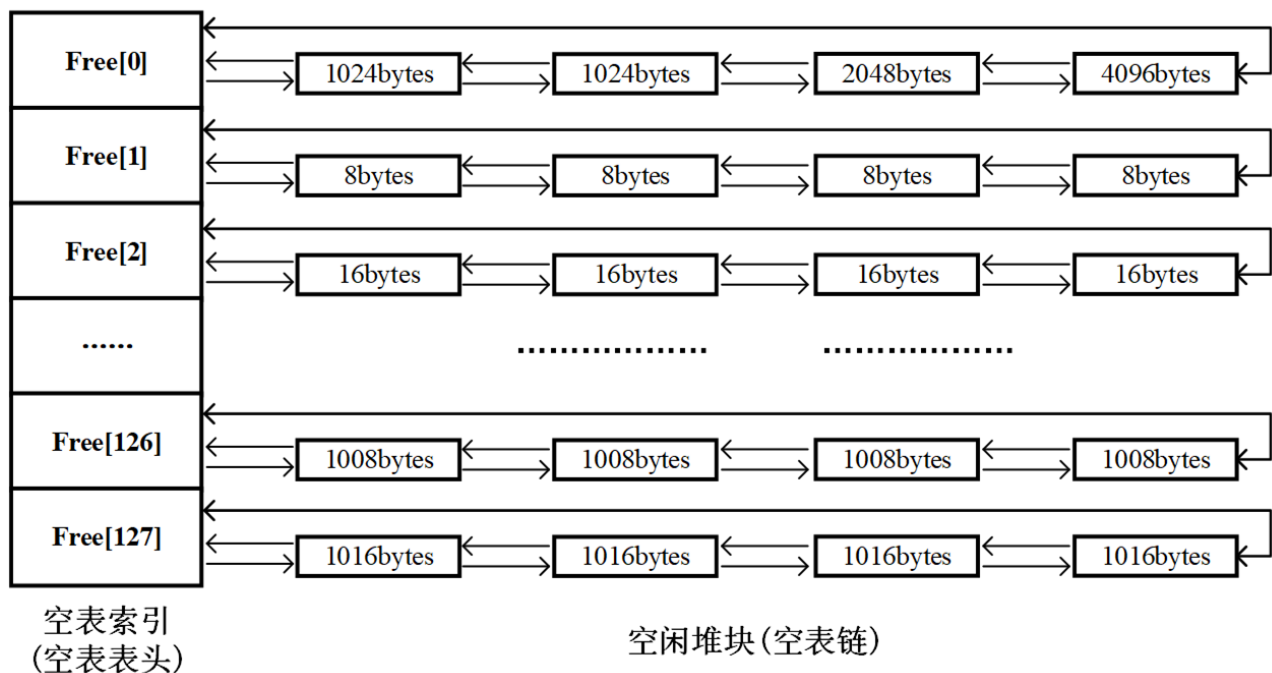 Free[0]
1024bytes 1024bytes 2048bytes 4096bytes
Free[1]
8bytes 8bytes 8bytes 8bytes
Free[2]
16bytes 16bytes 16bytes 16bytes
...... .................. ..................
Free[126]
1008bytes 1008bytes 1008bytes 1008bytes
Free[127]
1016bytes 1016bytes 1016bytes 1016bytes
空表索引
(空表表头)
空闲堆块(空表链)